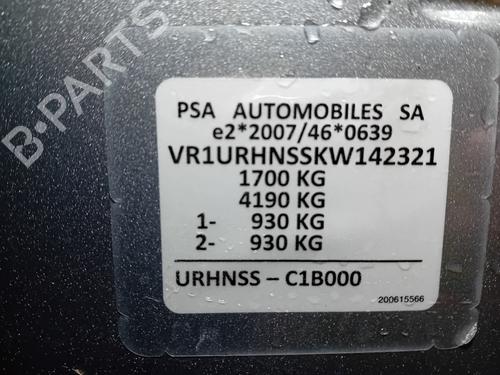 B-PARTS
PSA AUTOMOBILES SA
e2*2007/46*0639
VR1URHNSSKW142321
1700 KG
4190 KG
1- 930 KG
2- 930 KG
URHNSS – C1B000
200615566